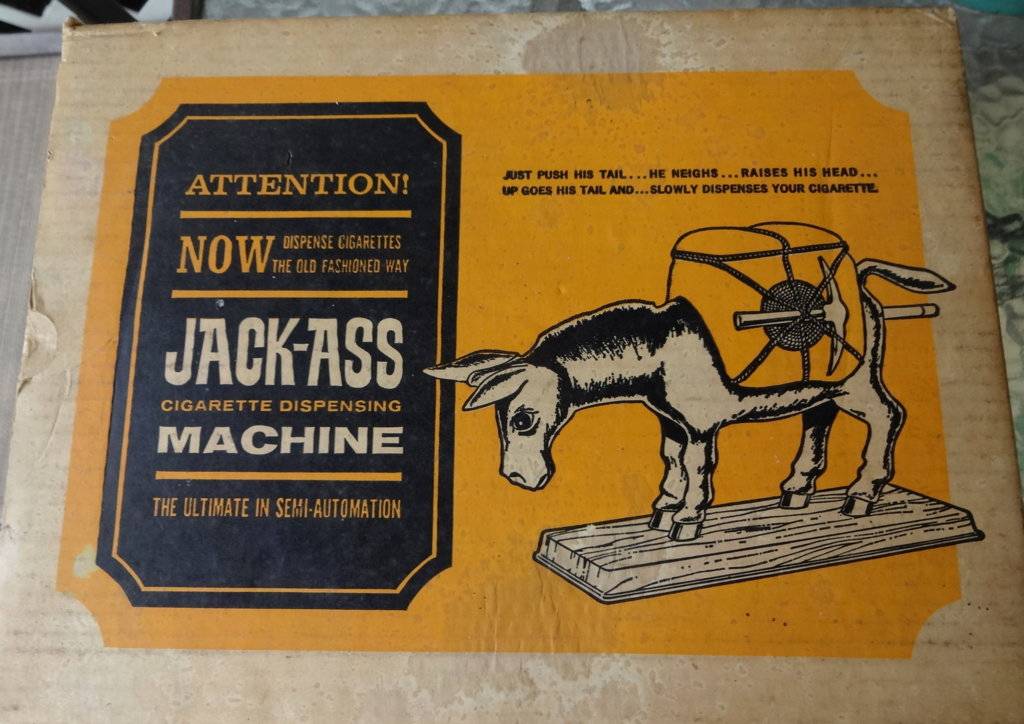 ATTENTION!
NOW DISPENSE CIGARETTES
THE OLD FASHIONED WAY
JACK-ASS
CIGARETTE DISPENSING
MACHINE
THE ULTIMATE IN SEMI-AUTOMATION
JUST PUSH HIS TAIL...HE NEIGHS...RAISES HIS HEAD...
UP GOES HIS TAIL AND...SLOWLY DISPENSES YOUR CIGARETTE.